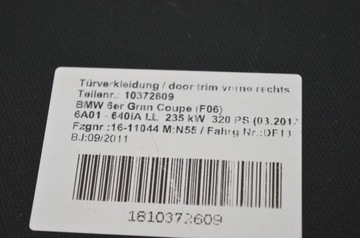 Türverkleidung / door trim vorne rechts
Teilenr.: 10372609
BMW 6er Gran Coupe (F06)
6A01 - 640iA LL 235 kW 320 PS (03.201
Fzgnr.:16-11044 M:N55 / Fahrg.Nr.:DF13
BJ:09/2011
1810372609